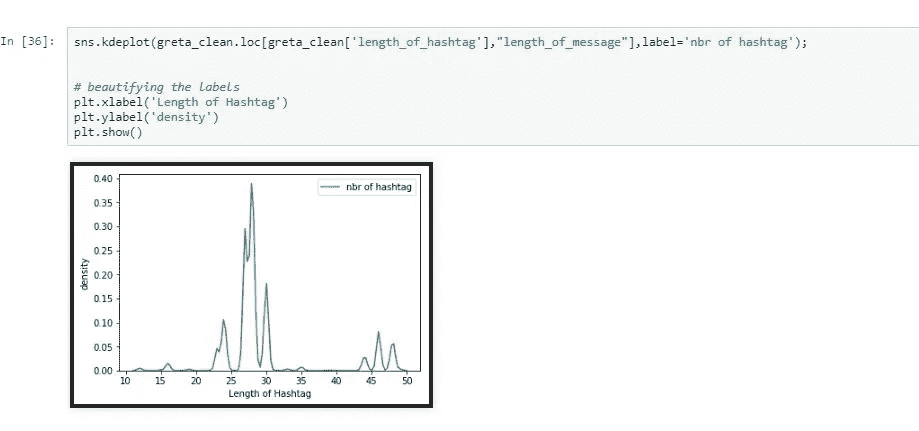 In [36]: sns.kdeplot(greta_clean.loc[greta_clean['length_of_hashtag'],"length_of_message"],label='nbr of hashtag');
# beautifying the labels
plt.xlabel('Length of Hashtag')
plt.ylabel('density')
plt.show()
nbr of hashtag
0.40
0.35
0.30
0.25
0.20
0.15
0.10
0.05
0.00
density
10 15 20 25 30 35 40 45 50
Length of Hashtag